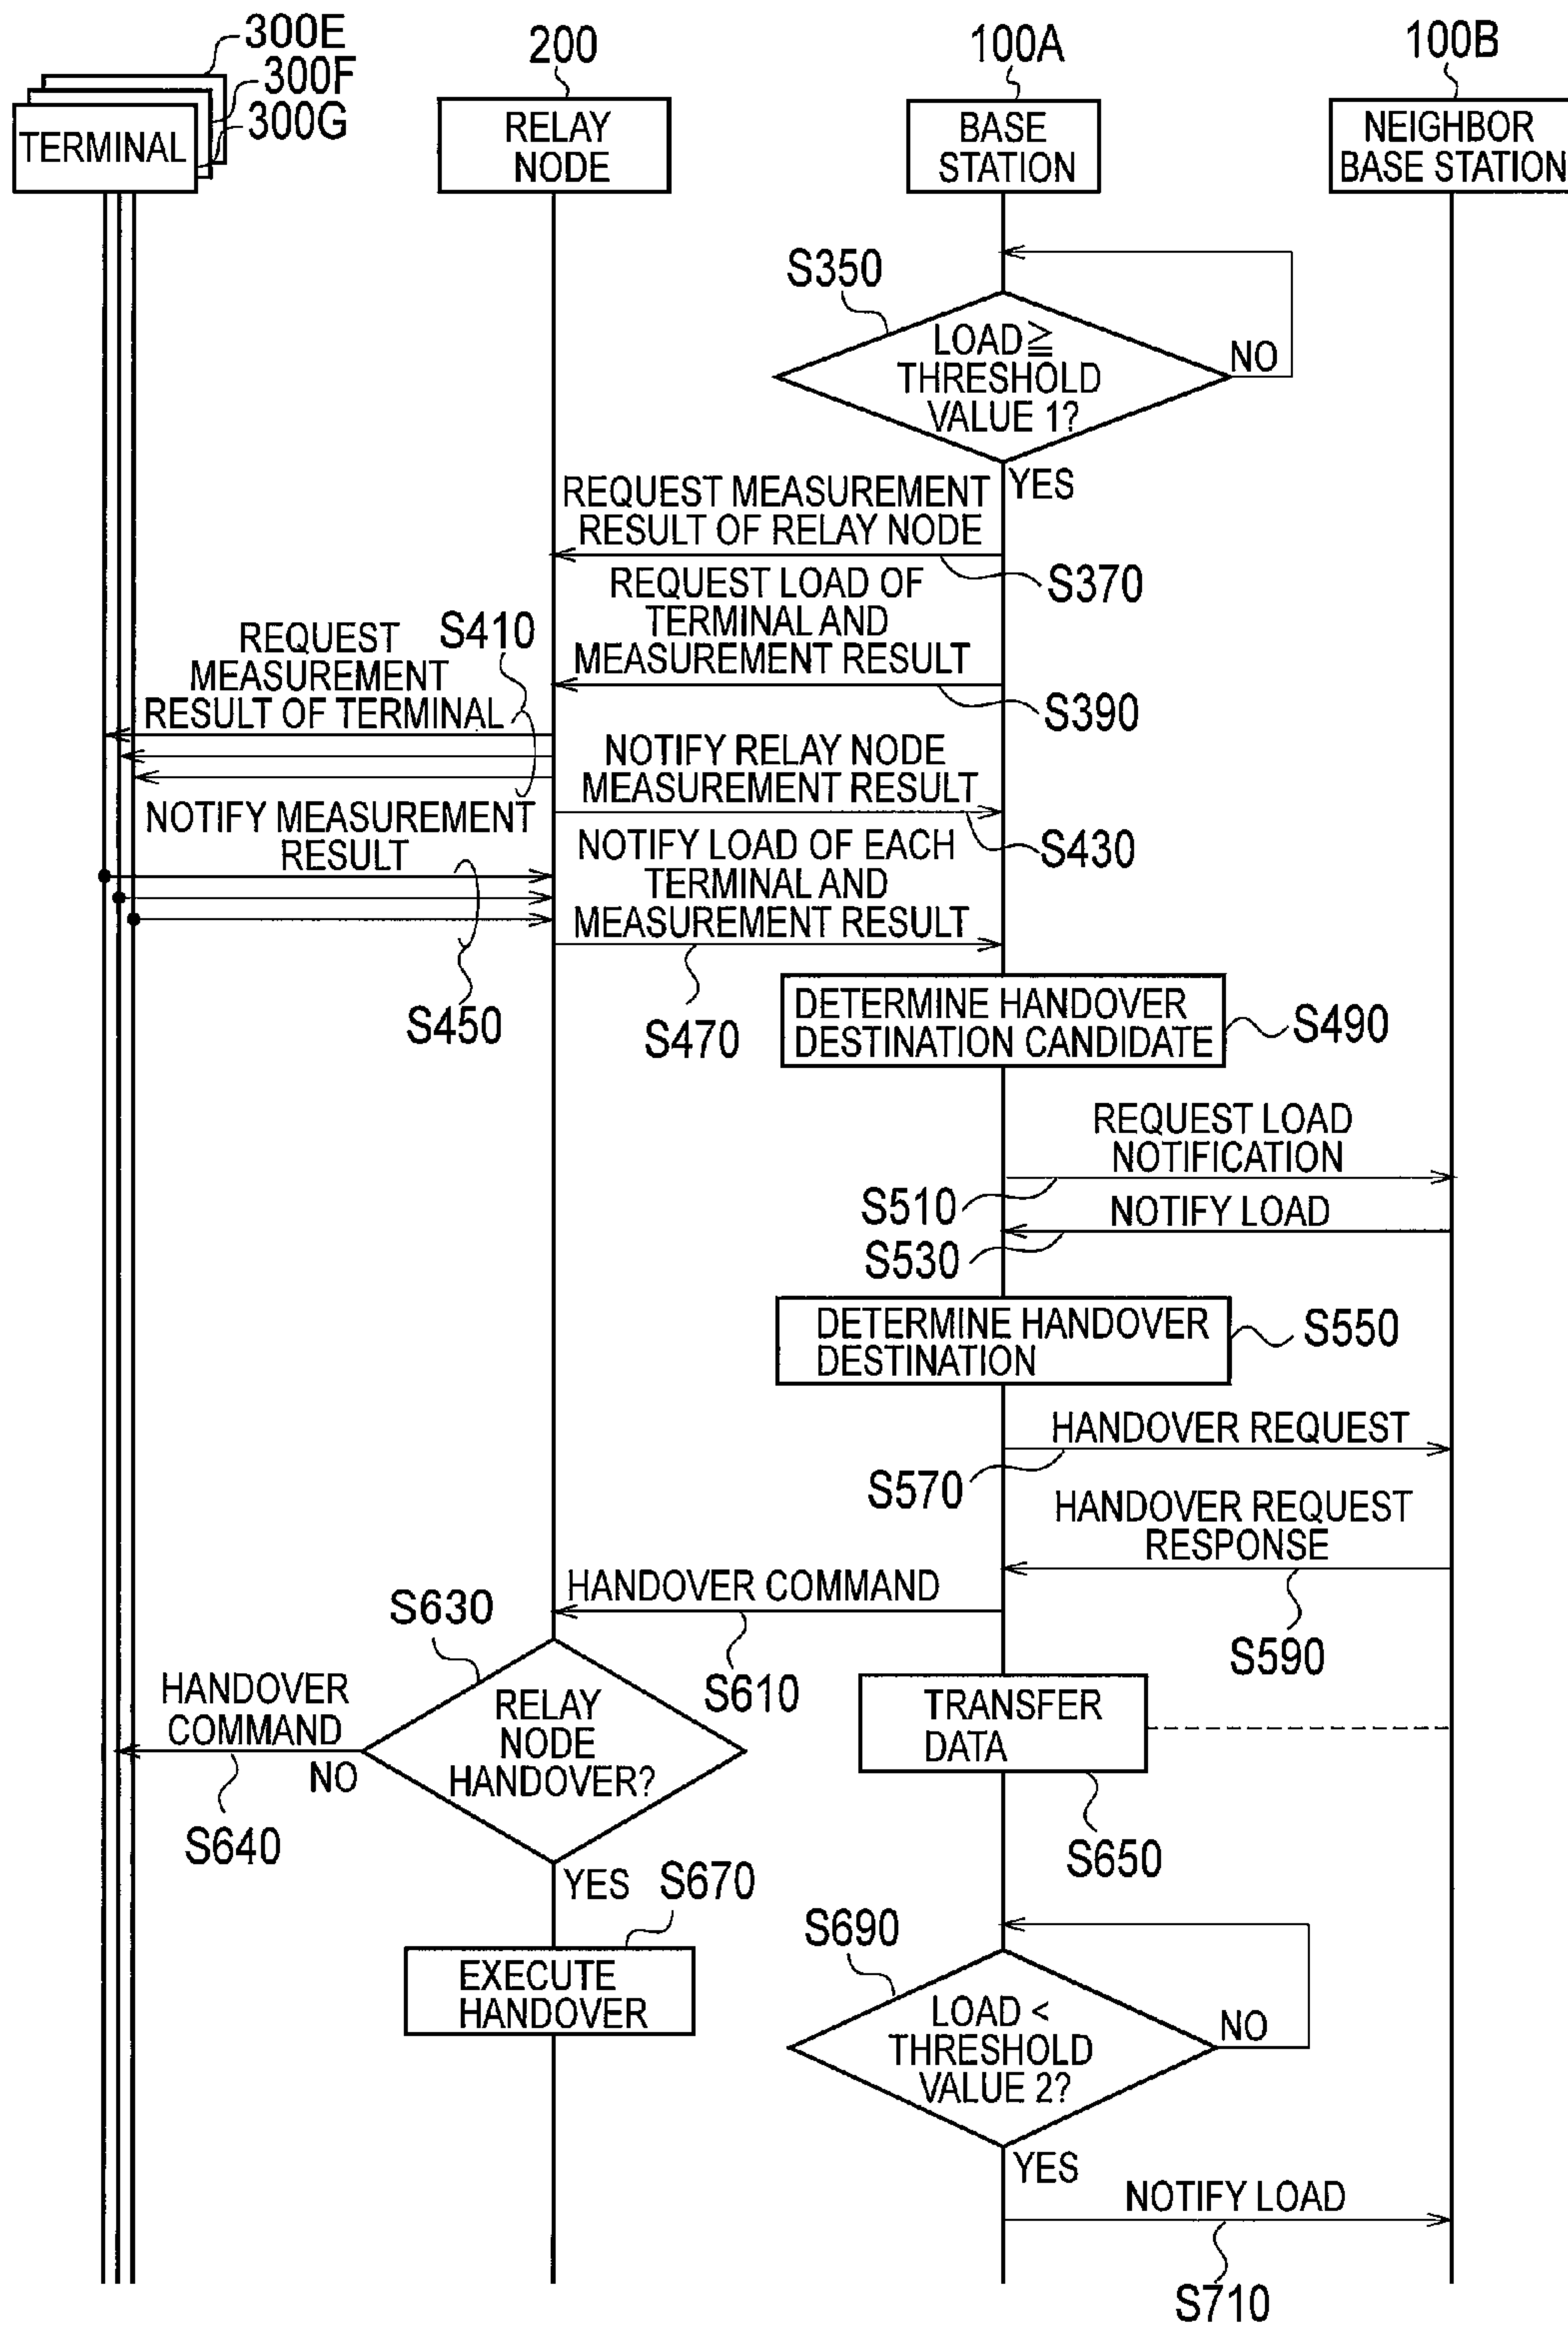 300E
300F
300G
TERMINAL
200
RELAY
NODE
100A
BASE
STATION
100B
NEIGHBOR
BASE STATION
S350
LOAD≧
THRESHOLD
VALUE 1?
NO
YES
REQUEST MEASUREMENT
RESULT OF RELAY NODE
S370
REQUEST LOAD OF
TERMINAL AND
MEASUREMENT RESULT
S390
S410
REQUEST
MEASUREMENT
RESULT OF TERMINAL
NOTIFY RELAY NODE
MEASUREMENT RESULT
S430
NOTIFY MEASUREMENT
RESULT
S450
NOTIFY LOAD OF EACH
TERMINAL AND
MEASUREMENT RESULT
S470
DETERMINE HANDOVER
DESTINATION CANDIDATE
S490
REQUEST LOAD
NOTIFICATION
S510
NOTIFY LOAD
S530
DETERMINE HANDOVER
DESTINATION
S550
HANDOVER REQUEST
S570
HANDOVER REQUEST
RESPONSE
S590
HANDOVER COMMAND
S610
S630
RELAY
NODE
HANDOVER?
HANDOVER
COMMAND
NO
S640
TRANSFER
DATA
S650
YES
S670
EXECUTE
HANDOVER
S690
LOAD <
THRESHOLD
VALUE 2?
NO
YES
NOTIFY LOAD
S710